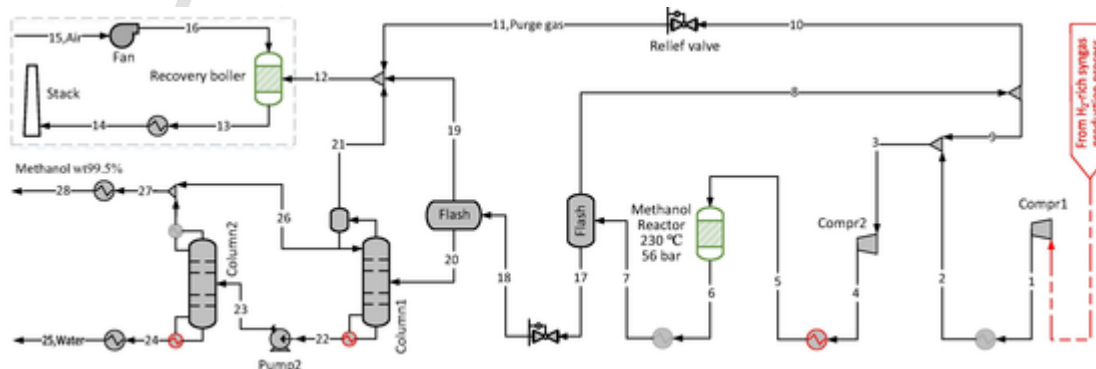 15,Air
16
Fan
Recovery boiler
Stack
14
13
12
11,Purge gas
10
Relief valve
8
9
19
21
Methanol wt99.5%
28
27
26
Column2
Flash
20
18
Flash
17
7
Methanol
Reactor
230 ℃
56 bar
6
5
3
Compr2
4
2
Compr1
1
From H2-rich syngas
production process
25,Water
24
23
Pump2
22
Column1